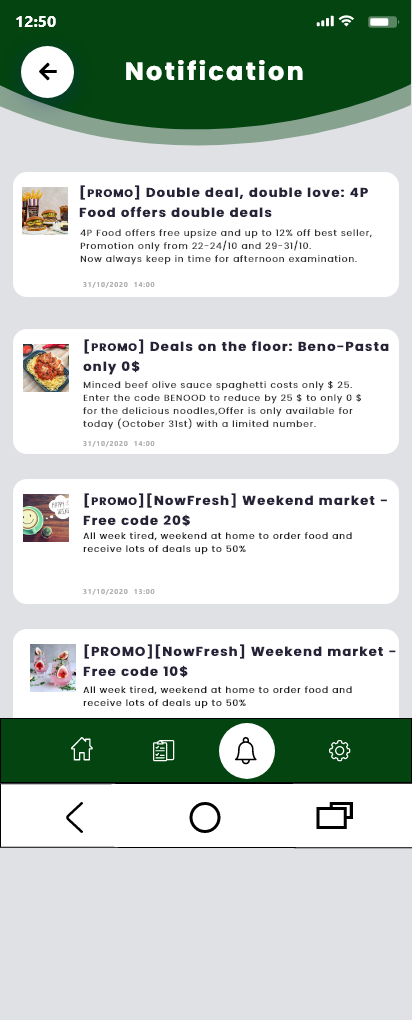 12:50
Notification
[PROMO] Double deal, double love: 4P
Food offers double deals
4P Food offers free upsize and up to 12% off best seller,
Promotion only from 22-24/10 and 29-31/10.
Now always keep in time for afternoon examination.
31/10/2020 14:00
[PROMO] Deals on the floor: Beno-Pasta
only 0$
Minced beef olive sauce spaghetti costs only $ 25.
Enter the code BENOOD to reduce by 25 $ to only 0 $
for the delicious noodles,Offer is only available for
today (October 31st) with a limited number.
31/10/2020 14:00
[PROMO][NowFresh] Weekend market -
Free code 20$
All week tired, weekend at home to order food and
receive lots of deals up to 50%
31/10/2020 13:00
[PROMO][NowFresh] Weekend market -
Free code 10$
All week tired, weekend at home to order food and
receive lots of deals up to 50%